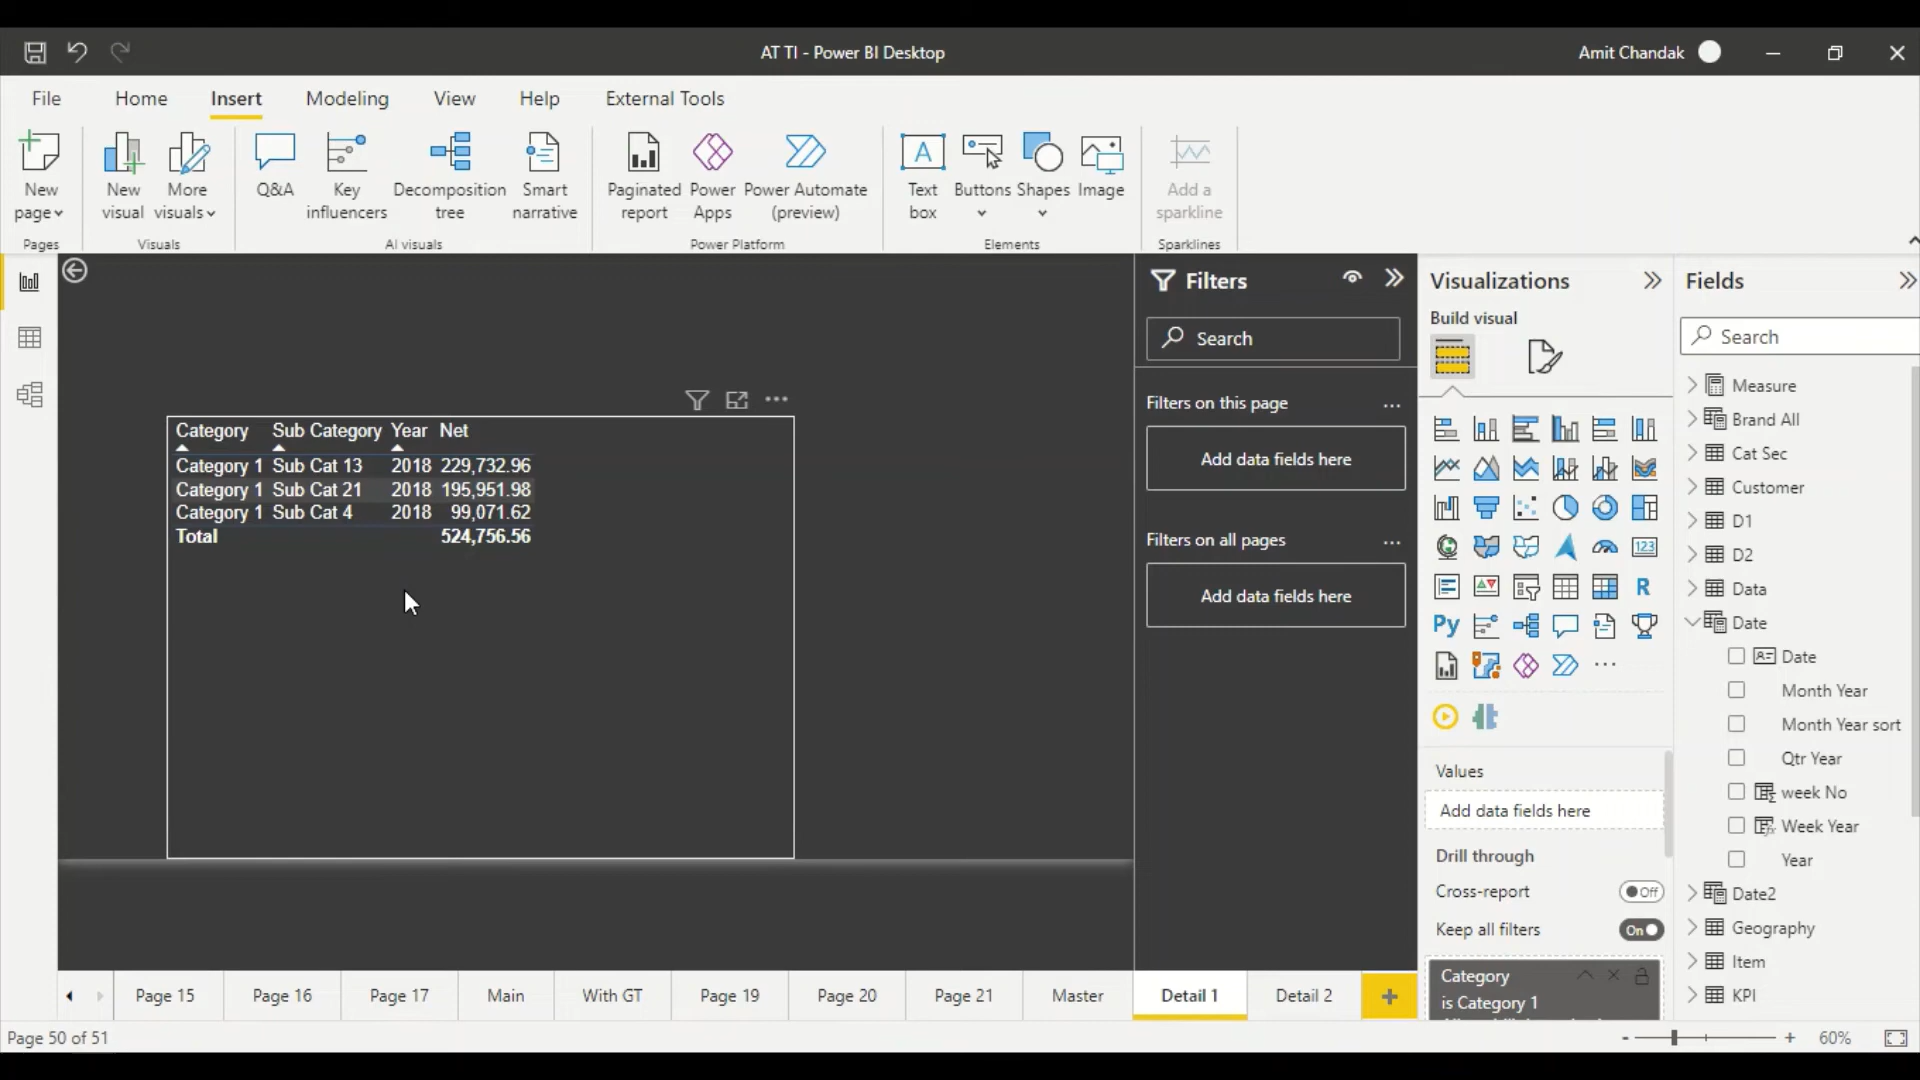 AT TI - Power BI Desktop
Amit Chandak
File Home Insert Modeling View Help External Tools
New page
New visual
More visuals
Q&A
Key influencers
Decomposition tree
Smart narrative
Paginated report
Power Apps
Power Automate (preview)
Text box
Buttons
Shapes
Image
Add a sparkline
Pages
Visuals
AI visuals
Power Platform
Elements
Sparklines
Category Sub Category Year Net
Category 1 Sub Cat 13 2018 229,732.96
Category 1 Sub Cat 21 2018 195,951.98
Category 1 Sub Cat 4 2018 99,071.62
Total 524,756.56
Filters
Search
Filters on this page ...
Add data fields here
Filters on all pages ...
Add data fields here
Visualizations
Build visual
123
R
Py
...
Values
Add data fields here
Drill through
Cross-report Off
Keep all filters On
Category
is Category 1
Fields
Search
Measure
Brand All
Cat Sec
Customer
D1
D2
Data
Date
Date
Month Year
Month Year sort
Qtr Year
week No
Week Year
Year
Date2
Geography
Item
KPI
Page 15 Page 16 Page 17 Main With GT Page 19 Page 20 Page 21 Master Detail 1 Detail 2 +
Page 50 of 51
- + 60%